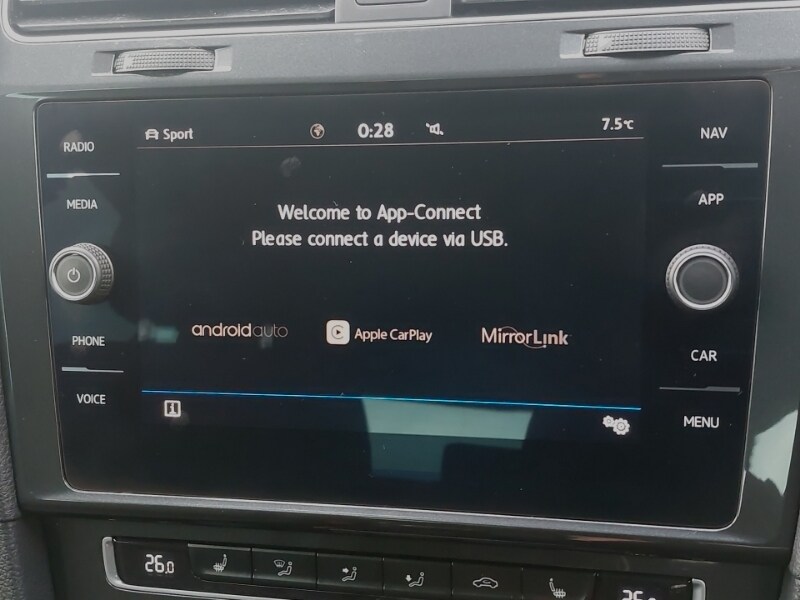 RADIO
MEDIA
PHONE
VOICE
Sport 0:28 7.5°C
Welcome to App-Connect
Please connect a device via USB.
androidauto Apple CarPlay MirrorLink
NAV
APP
CAR
MENU
26.0